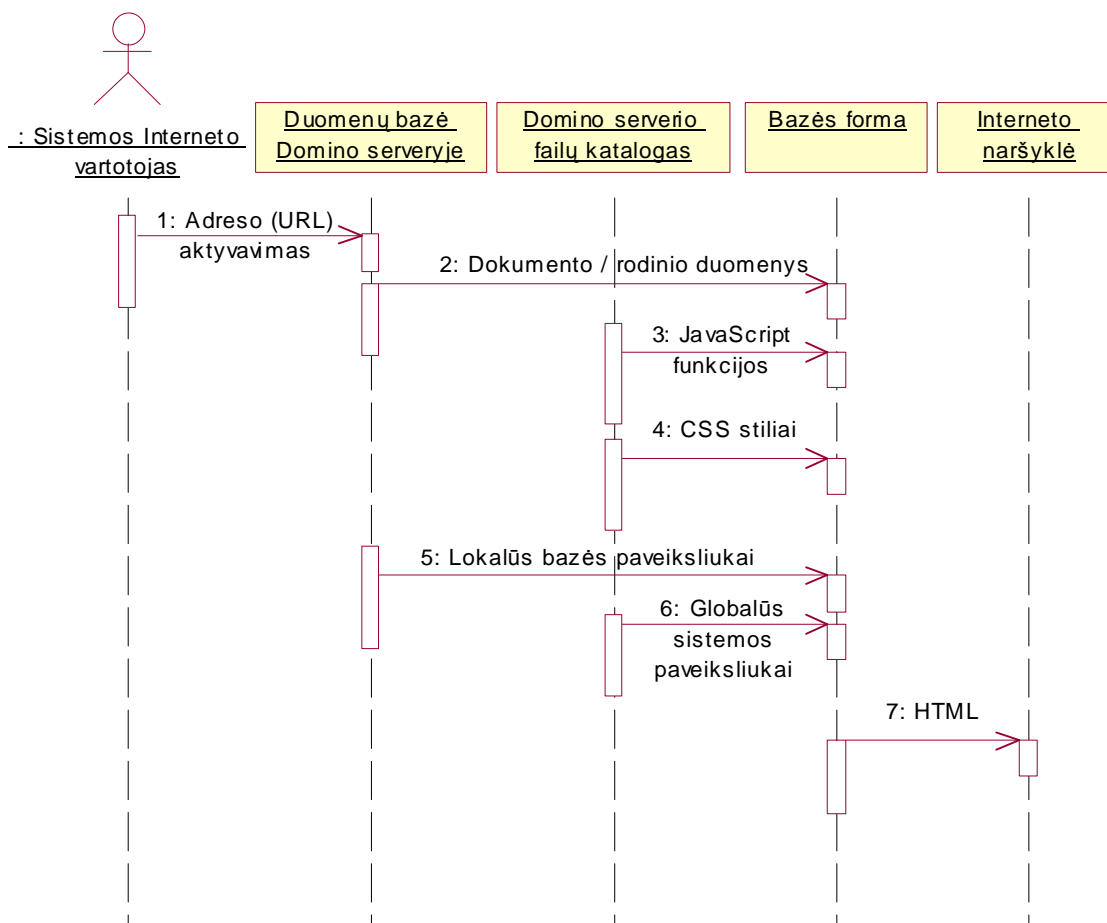 : Sistemos Interneto
vartotojas
Duomenų bazė
Domino serveryje
Domino serverio
failų katalogas
Bazės forma
Interneto
naršyklė
1: Adreso (URL)
aktyvavimas
2: Dokumento / rodinio duomenys
3: JavaScript
funkcijos
4: CSS stiliai
5: Lokalūs bazės paveiksliukai
6: Globalūs
sistemos
paveiksliukai
7: HTML